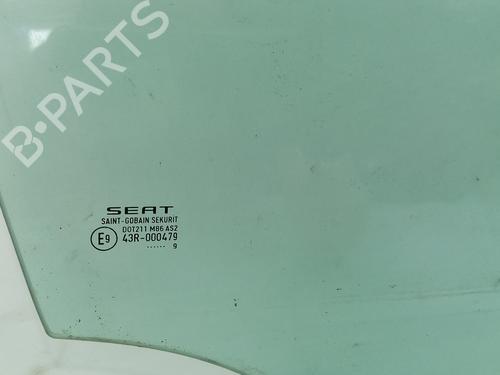 B-PARTS
SEAT
SAINT-GOBAIN SEKURIT
DOT211 M86 AS2
E9 43R-000479
...... 9